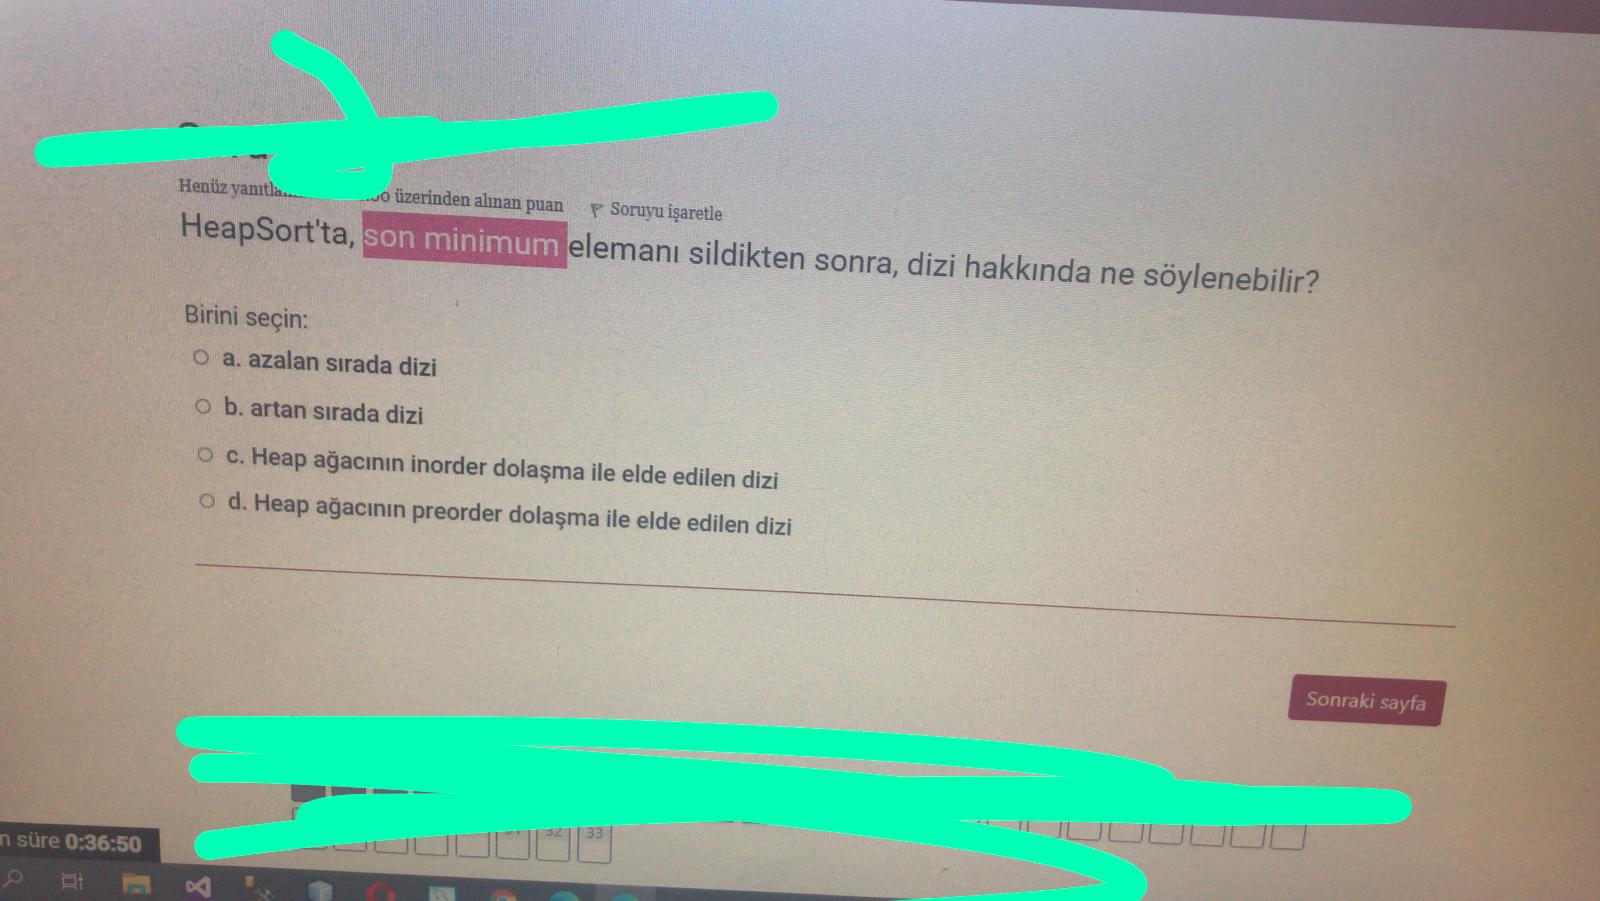 Henüz
üzerinden alınan puan
Soruyu işaretle
HeapSort'ta, son minimum elemanı sildikten sonra, dizi hakkında ne söylenebilir?
Birini seçin:
a. azalan sırada dizi
b. artan sırada dizi
c. Heap ağacının inorder dolaşma ile elde edilen dizi
d. Heap ağacının preorder dolaşma ile elde edilen dizi
Sonraki sayfa
32 33
süre 0:36:50